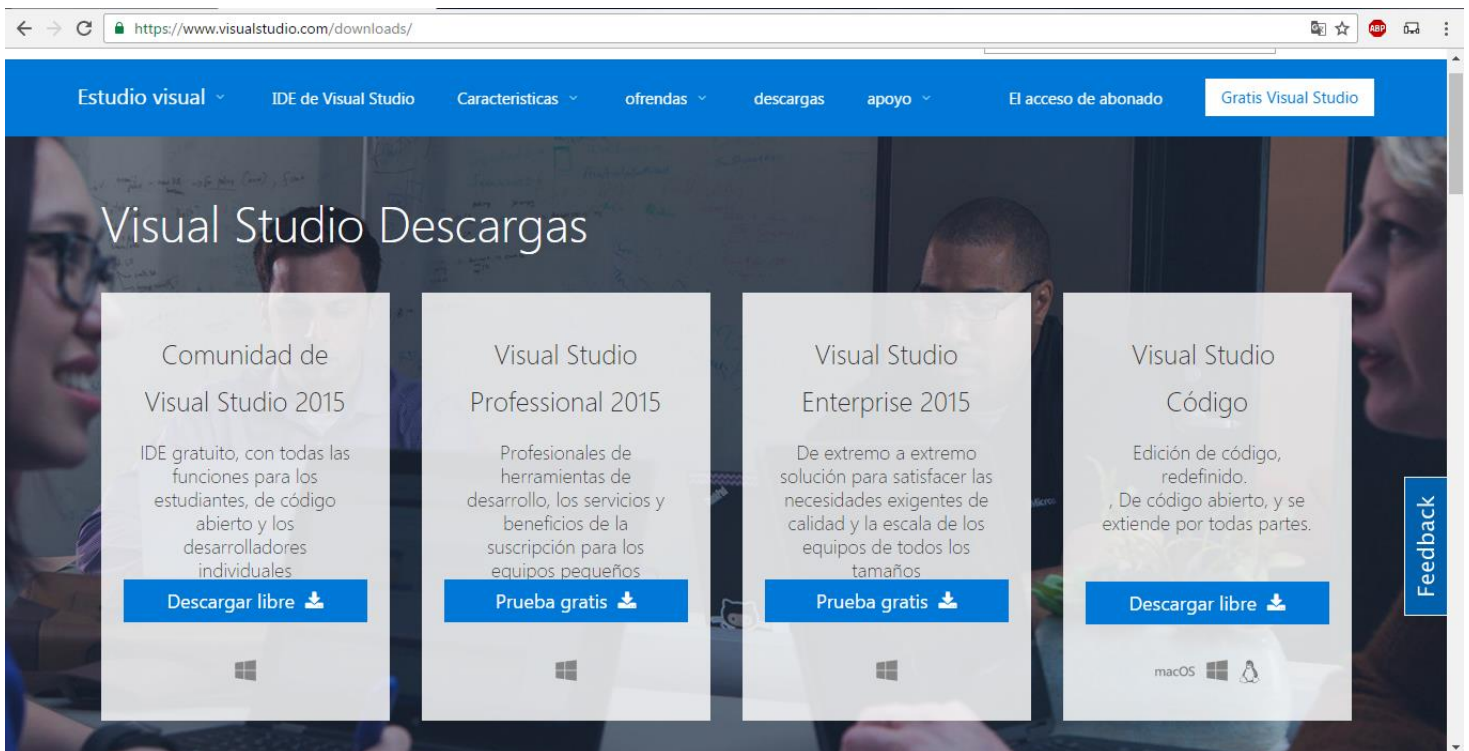 https://www.visualstudio.com/downloads/
ABP
Estudio visual
IDE de Visual Studio
Caracteristicas
ofrendas
descargas
apoyo
El acceso de abonado
Gratis Visual Studio
Visual Studio Descargas
Comunidad de
Visual Studio 2015
IDE gratuito, con todas las
funciones para los
estudiantes, de código
abierto y los
desarrolladores
individuales
Descargar libre
Visual Studio
Professional 2015
Profesionales de
herramientas de
desarrollo, los servicios y
beneficios de la
suscripción para los
equipos pequeños
Prueba gratis
Visual Studio
Enterprise 2015
De extremo a extremo
solución para satisfacer las
necesidades exigentes de
calidad y la escala de los
equipos de todos los
tamaños
Prueba gratis
Visual Studio
Código
Edición de código,
redefinido.
, De código abierto, y se
extiende por todas partes.
Descargar libre
macOS
Feedback